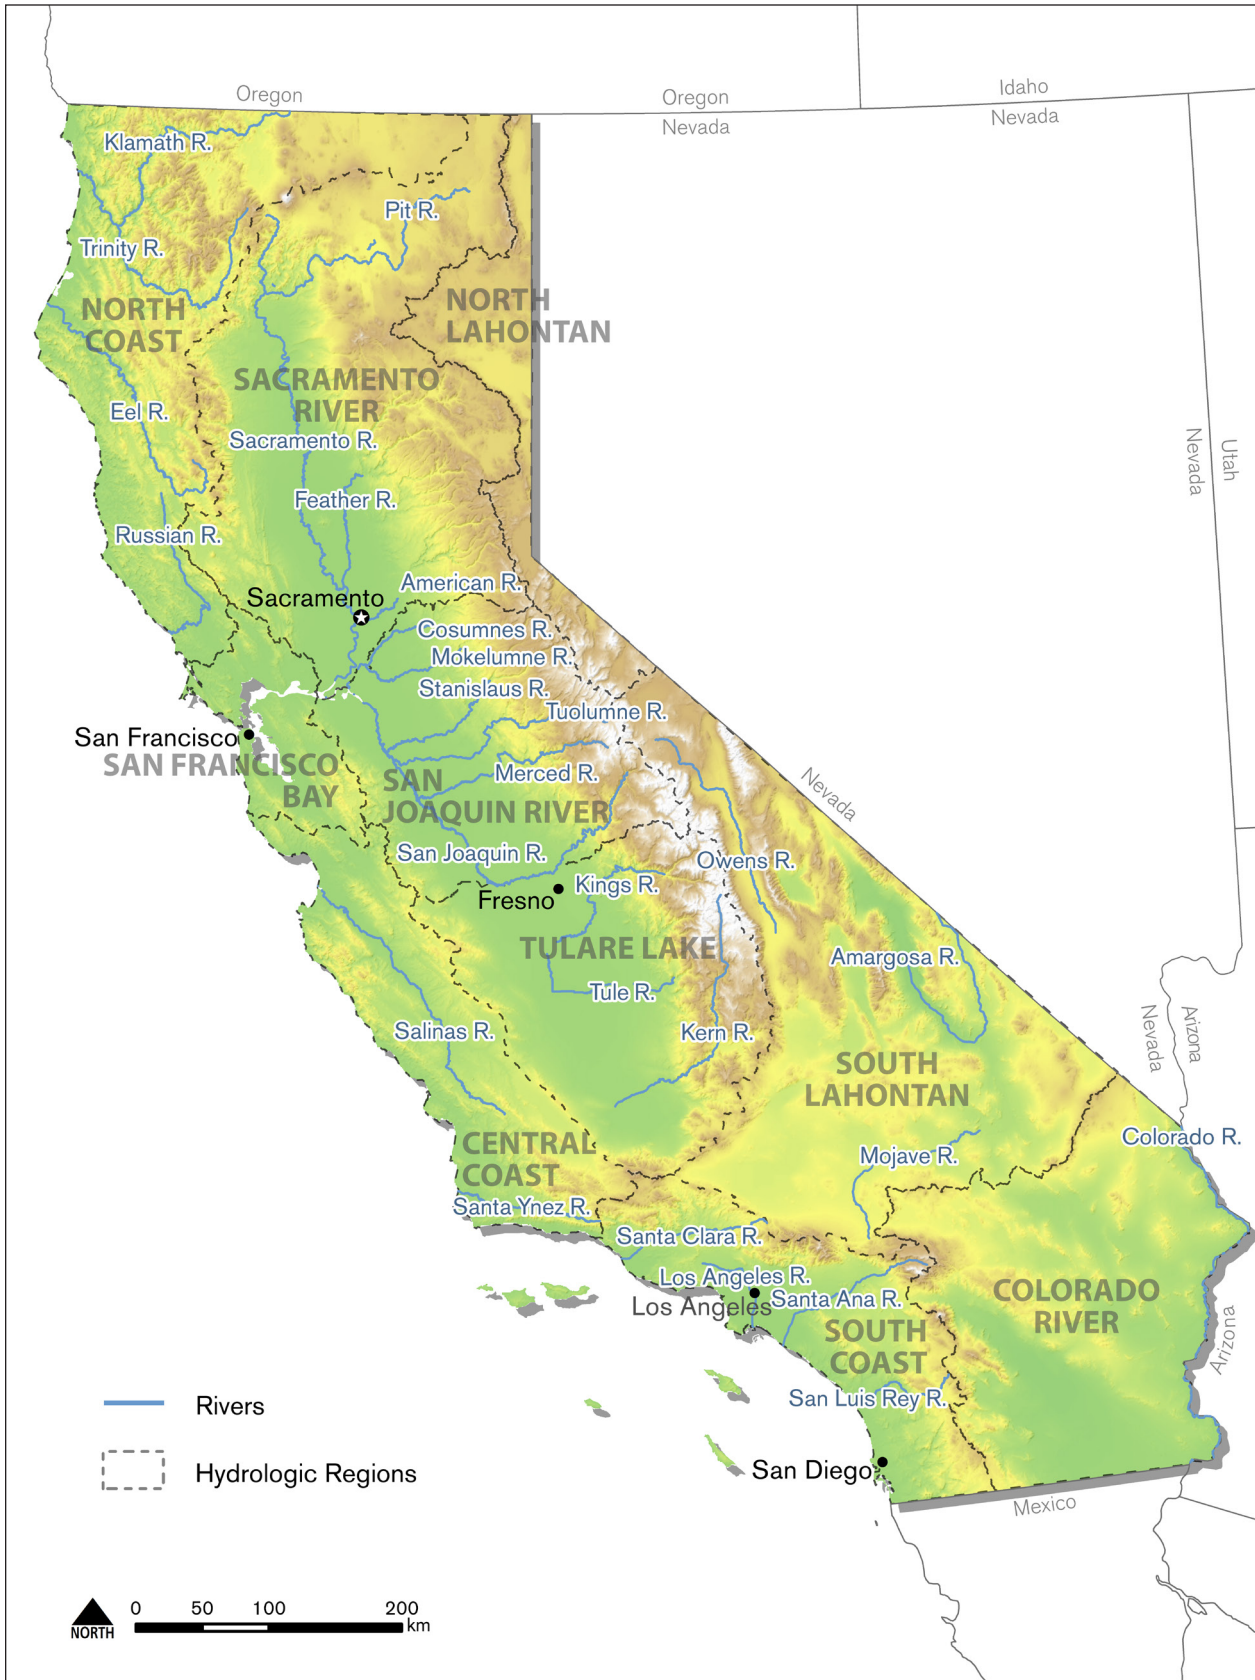 Oregon
Oregon
Idaho
Nevada
Nevada
Klamath R.
Pit R.
Trinity R.
NORTH
COAST
NORTH
LAHONTAN
SACRAMENTO
RIVER
Eel R.
Sacramento R.
Nevada
Utah
Feather R.
Russian R.
American R.
Sacramento
Cosumnes R.
Mokelumne R.
Stanislaus R.
Tuolumne R.
San Francisco
SAN FRANCISCO
BAY
SAN
JOAQUIN RIVER
Merced R.
Nevada
San Joaquin R.
Owens R.
Kings R.
Fresno
TULARE LAKE
Amargosa R.
Tule R.
Salinas R.
Kern R.
Nevada
Arizona
SOUTH
LAHONTAN
CENTRAL
COAST
Mojave R.
Colorado R.
Santa Ynez R.
Santa Clara R.
Los Angeles R.
Los Angeles
Santa Ana R.
COLORADO
RIVER
SOUTH
COAST
Arizona
San Luis Rey R.
San Diego
Mexico
Rivers
Hydrologic Regions
NORTH
0 50 100 200
km